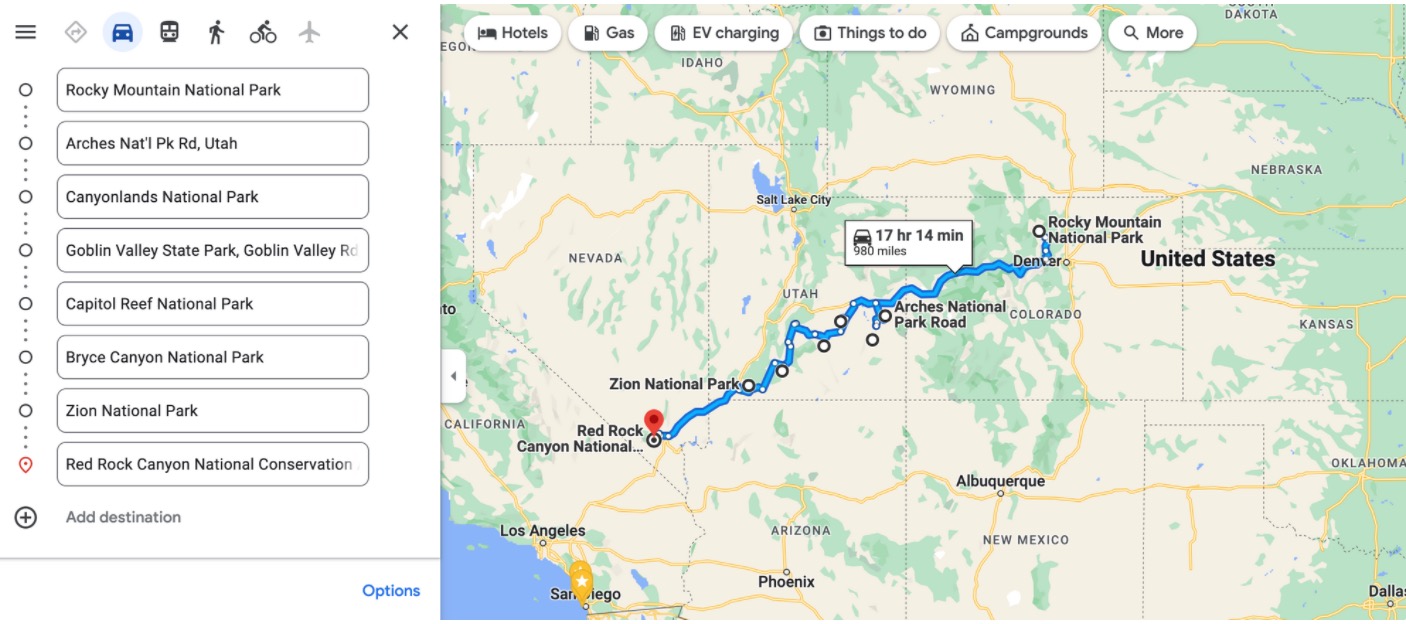 Rocky Mountain National Park
Arches Nat'l Pk Rd, Utah
Canyonlands National Park
Goblin Valley State Park, Goblin Valley Rd
Capitol Reef National Park
Bryce Canyon National Park
Zion National Park
Red Rock Canyon National Conservation
Add destination
Options
Hotels
Gas
EV charging
Things to do
Campgrounds
More
DAKOTA
IDAHO
WYOMING
NEBRASKA
Salt Lake City
17 hr 14 min
980 miles
Rocky Mountain
National Park
Denver
United States
NEVADA
UTAH
Arches National
Park Road
COLORADO
KANSAS
Zion National Park
CALIFORNIA
Red Rock
Canyon National...
OKLAHOMA
Albuquerque
Los Angeles
ARIZONA
NEW MEXICO
Phoenix
Dallas